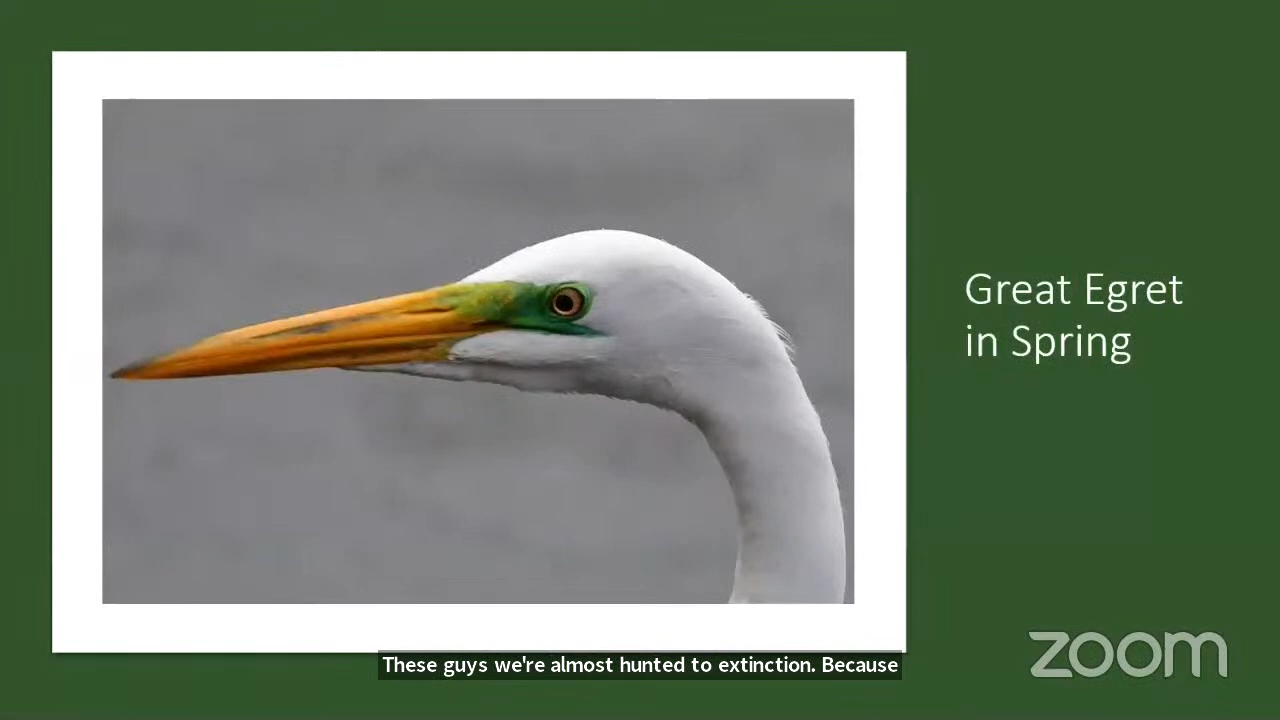 Great Egret
in Spring
These guys we're almost hunted to extinction. Because
zoom